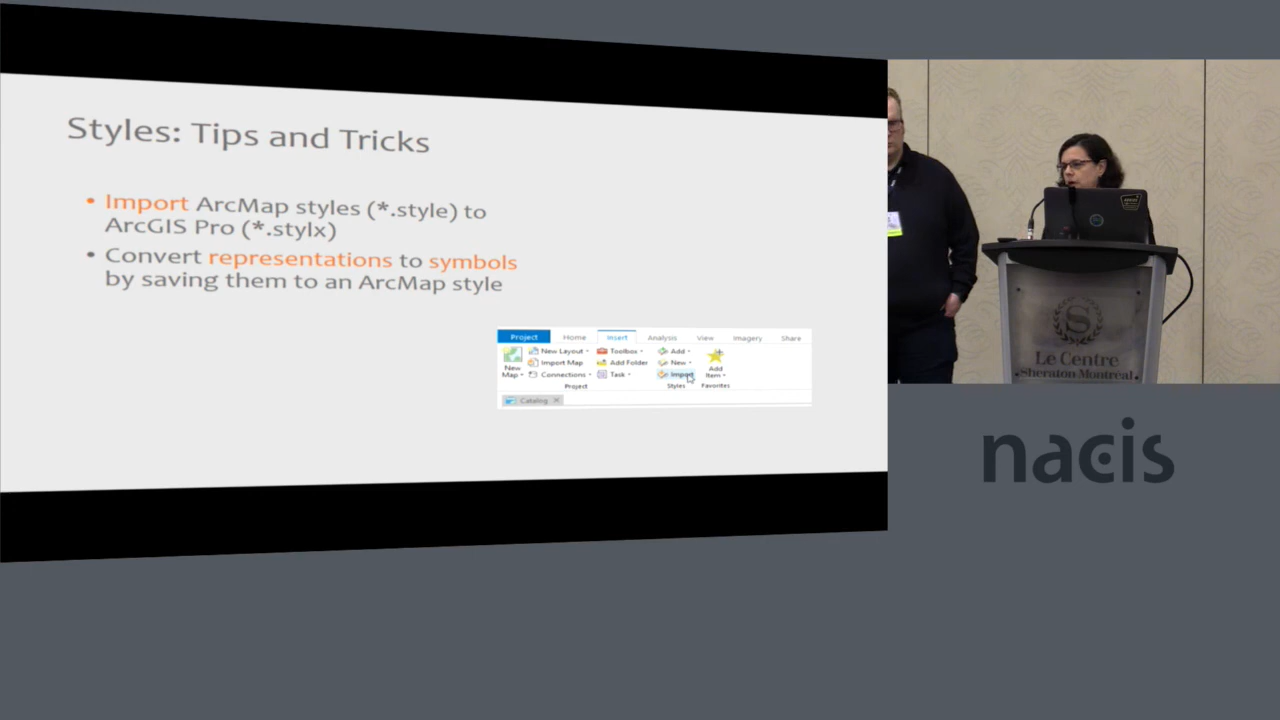 Styles: Tips and Tricks
• Import ArcMap styles (*.style) to
ArcGIS Pro (*.stylx)
• Convert representations to symbols
by saving them to an ArcMap style
Project Home Insert Analysis View Imagery Share
New Map
New Layout
Import Map
Connections
Project
Toolbox
Add Folder
Task
Add
New
Import
Styles
Add Item
Favorites
Catalog
S
Le Centre
Sheraton Montreal
nacis